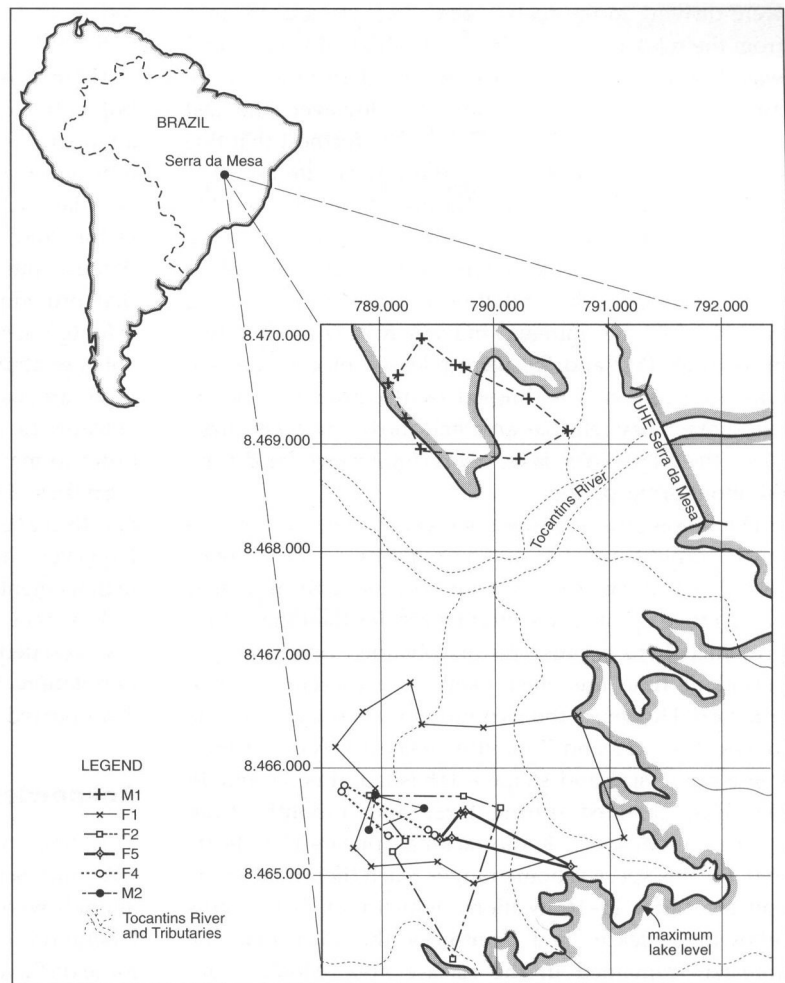 BRAZIL
Serra da Mesa
789.000 790.000 791.000 792.000
8.470.000
8.469.000
8.468.000
8.467.000
8.466.000
8.465.000
UHE Serra da Mesa
Tocantins River
LEGEND
M1
F1
F2
F5
F4
M2
Tocantins River
and Tributaries
maximum
lake level